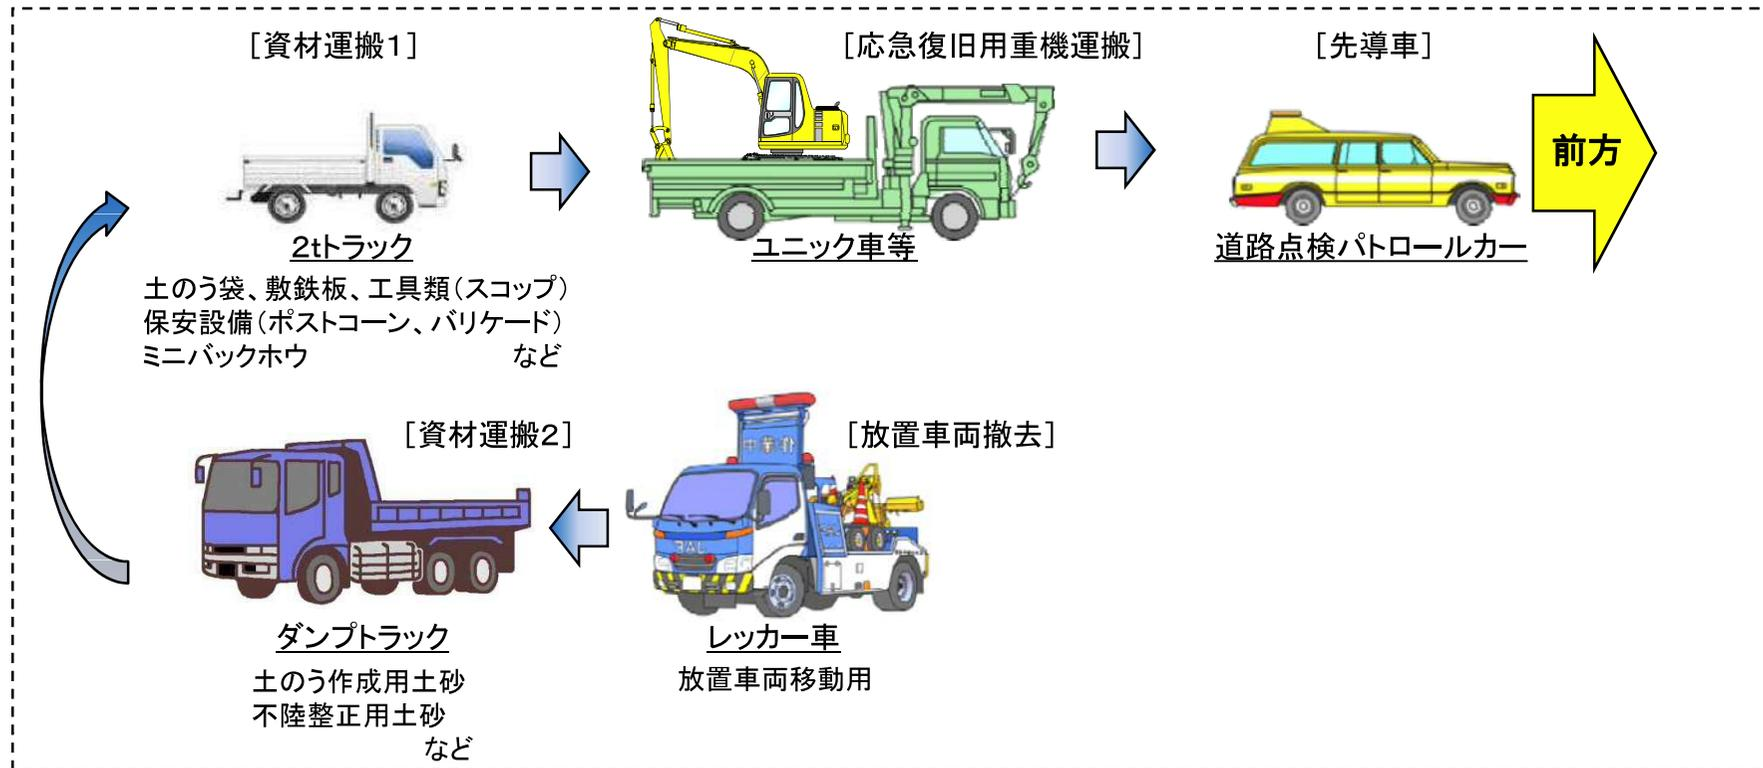 [資材運搬1]
[応急復旧用重機運搬]
[先導車]
前方
2tトラック
ユニック車等
道路点検パトロールカー
土のう袋、敷鉄板、工具類(スコップ)
保安設備(ポストコーン、バリケード)
ミニバックホウ など
[資材運搬2]
[放置車両撤去]
ダンプトラック
レッカー車
土のう作成用土砂
不陸整正用土砂
など
放置車両移動用